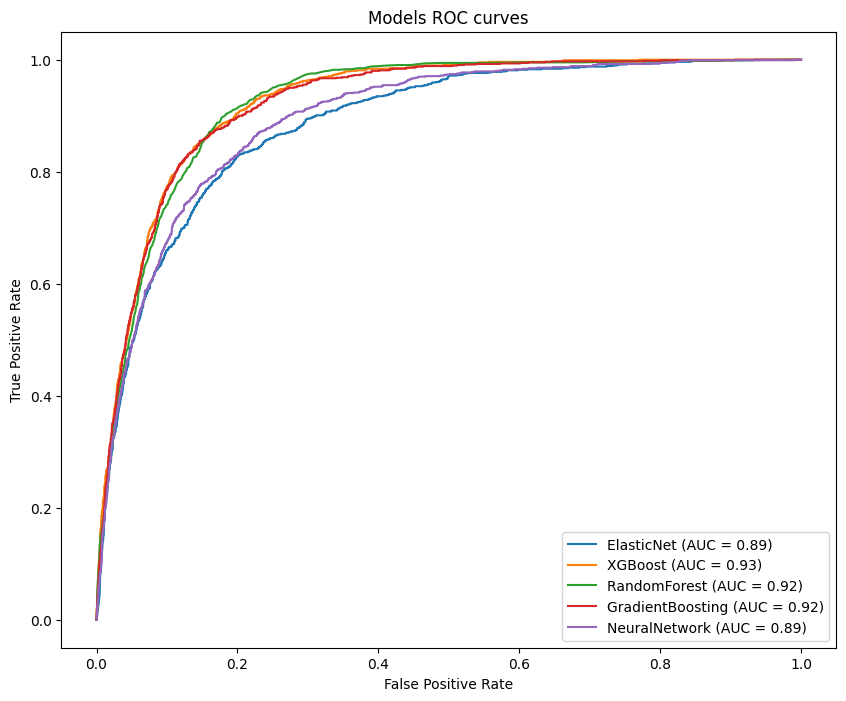 Models ROC curves
1.0
0.8
0.6
0.4
0.2
0.0
True Positive Rate
ElasticNet (AUC = 0.89)
XGBoost (AUC = 0.93)
RandomForest (AUC = 0.92)
GradientBoosting (AUC = 0.92)
NeuralNetwork (AUC = 0.89)
0.0 0.2 0.4 0.6 0.8 1.0
False Positive Rate